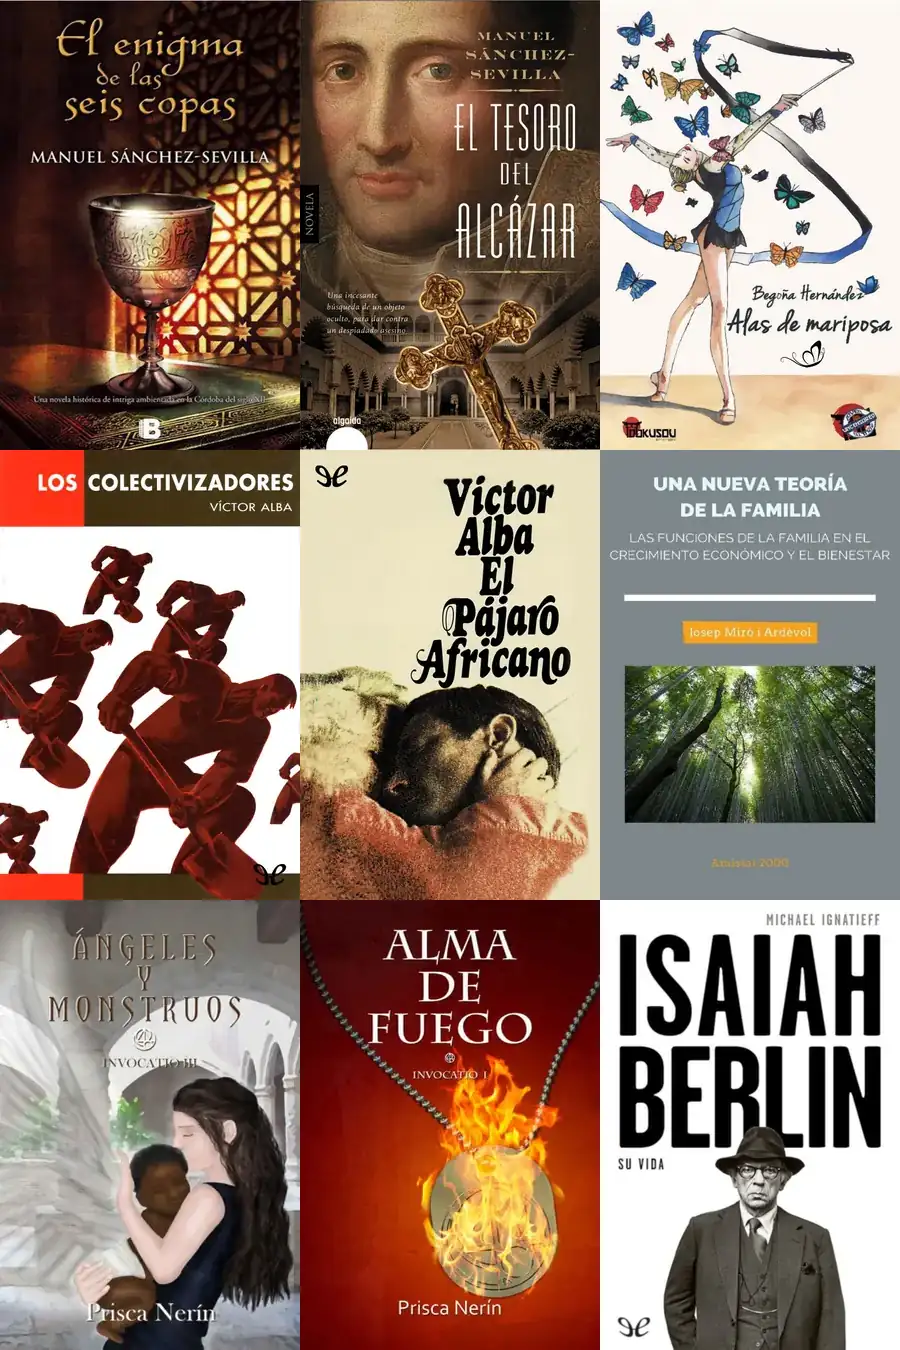 El enigma
de las
seis copas
MANUEL SÁNCHEZ-SEVILLA
Una novela histórica de intriga ambientada en la Córdoba del siglo XII
B
MANUEL
SÁNCHEZ-
SEVILLA
EL TESORO
DEL
ALCÁZAR
NOVELA
Una incesante
búsqueda de un objeto
oculto, para dar contra
un despiadado asesino
algaida
Begoña Hernández
Alas de mariposa
DOKUSOU
LOS COLECTIVIZADORES
VÍCTOR ALBA
Victor
Alba
El
Pájaro
Africano
UNA NUEVA TEORÍA
DE LA FAMILIA
LAS FUNCIONES DE LA FAMILIA EN EL
CRECIMIENTO ECONÓMICO Y EL BIENESTAR
Josep Miró i Ardèvol
ÁNGELES
Y
MONSTRUOS
INVOCATIO III
Prisca Nerín
ALMA
DE
FUEGO
INVOCATIO I
Prisca Nerín
MICHAEL IGNATIEFF
ISAIAH
BERLIN
SU VIDA